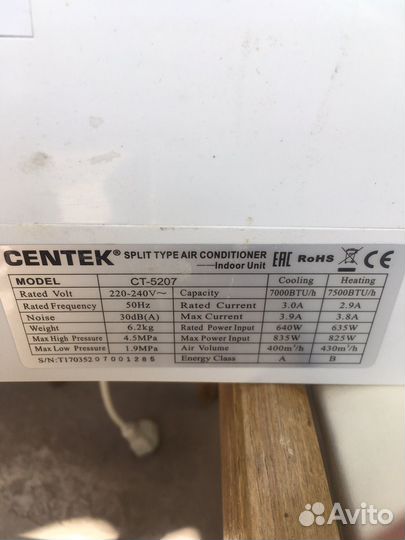 CENTEK® SPLIT TYPE AIR CONDITIONER
——Indoor Unit
EAC RoHS CE
MODEL CT-5207 Cooling Heating
Rated Volt 220-240V~ Capacity 7000BTU/h 7500BTU/h
Rated Frequency 50Hz Rated Current 3.0A 2.9A
Noise 30dB(A) Max Current 3.9A 3.8A
Weight 6.2kg Rated Power Input 640W 635W
Max High Pressure 4.5MPa Max Power Input 835W 825W
Max Low Pressure 1.9MPa Air Volume 400m³/h 430m³/h
S/N:T170355207001285 Energy Class A B
Avito